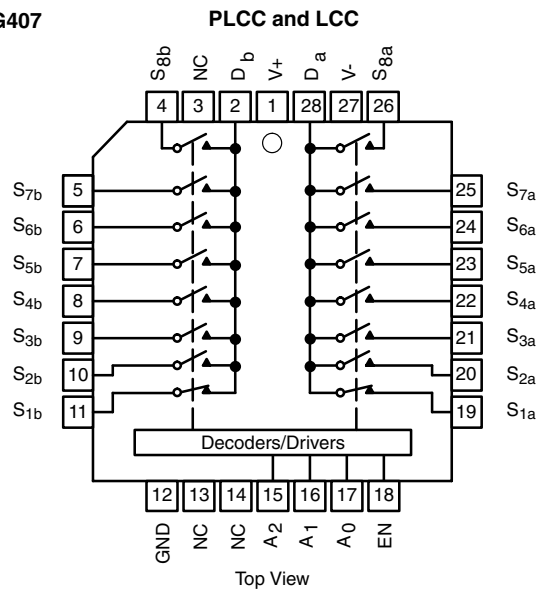 G407
PLCC and LCC
S8b NC Db V+ Da V- S8a
4 3 2 1 28 27 26
S7b 5 25 S7a
S6b 6 24 S6a
S5b 7 23 S5a
S4b 8 22 S4a
S3b 9 21 S3a
S2b 10 20 S2a
S1b 11 19 S1a
Decoders/Drivers
12 13 14 15 16 17 18
GND NC NC A2 A1 A0 EN
Top View